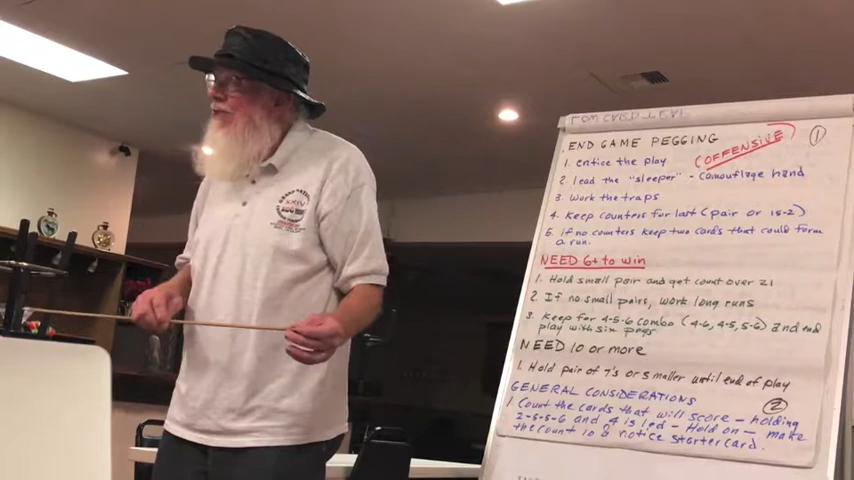 END GAME PEGGING
(OFFENSIVE) 1
1. entice the play
2. lead the "sleeper" - camouflage hand
3. work the traps
4. Keep counters for last (pair or 15-2)
5. if no counters keep two cards that could form
a run.
NEED 6+ to win
1. Hold small pair and get count over 21
2 If no small pairs, work long runs
3. Keep for 4-5-6 combo (4-6, 4-5, 5-6) and end
play with six pegs.
NEED 10 or more
1. Hold pair of 7's or smaller until end of play
GENERAL CONSIDERATIONS 2
1. Count the cards that will score - holding
2-5-5-6 and 4 is led - Hold on - make
the count 10 & notice starter card.
GRAND NATIONAL
XXIV